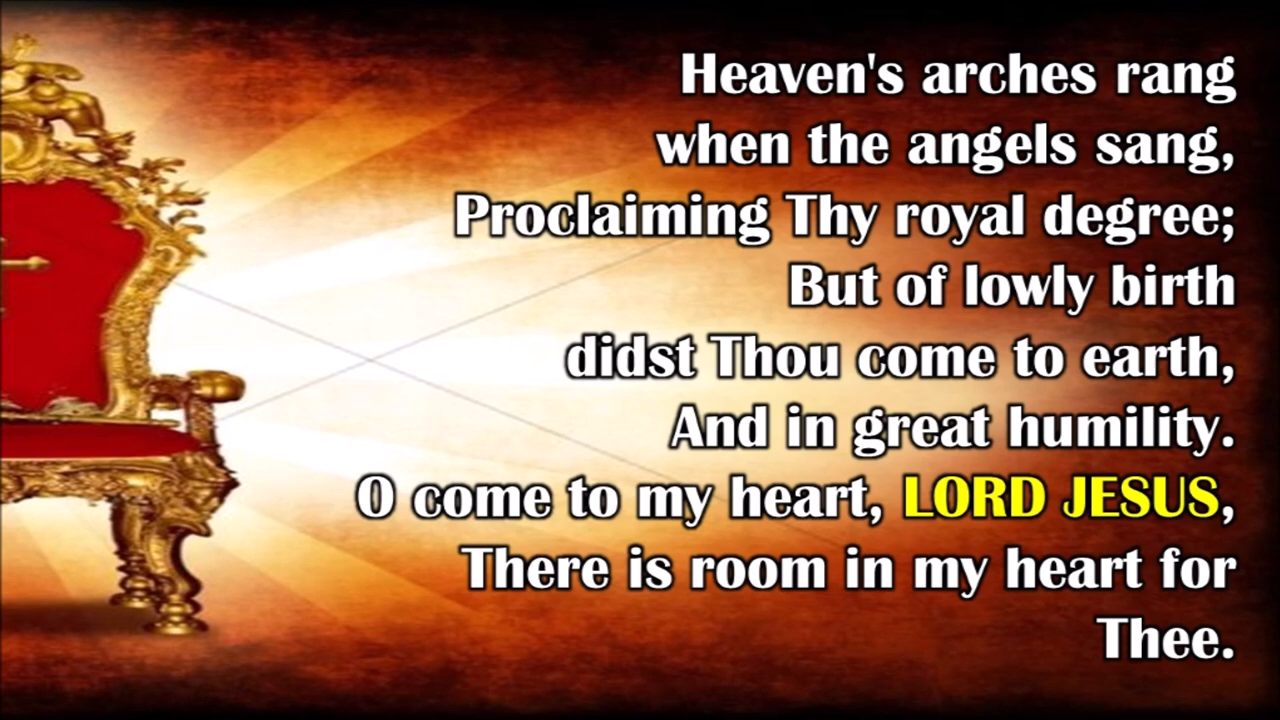 Heaven's arches rang
when the angels sang,
Proclaiming Thy royal degree;
But of lowly birth
didst Thou come to earth,
And in great humility.
O come to my heart, LORD JESUS,
There is room in my heart for
Thee.